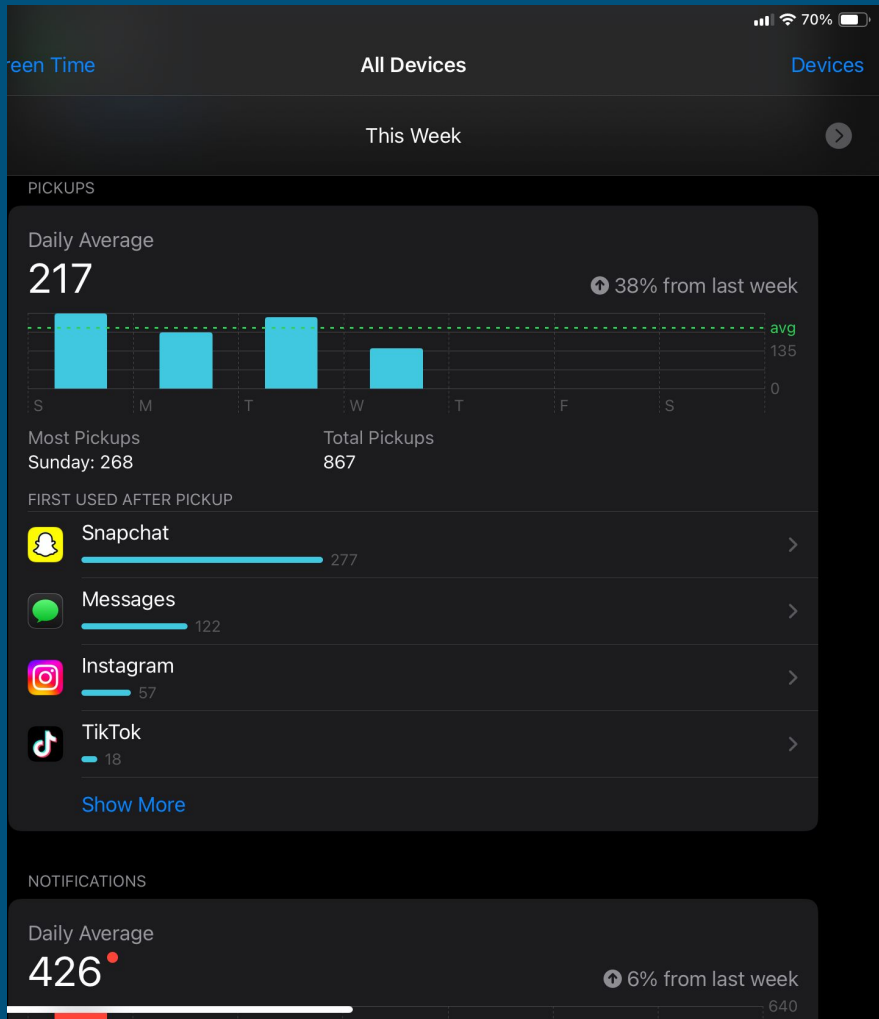 70%
reen Time All Devices Devices
This Week
PICKUPS
Daily Average
217
38% from last week
avg
135
0
S M T W T F S
Most Pickups Total Pickups
Sunday: 268 867
FIRST USED AFTER PICKUP
Snapchat
277
Messages
122
Instagram
57
TikTok
18
Show More
NOTIFICATIONS
Daily Average
426
6% from last week
640